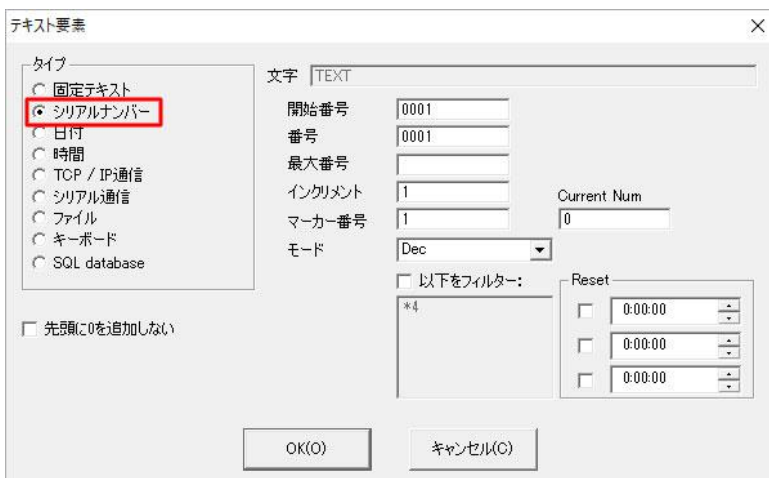 テキスト要素
タイプ
固定テキスト
シリアルナンバー
日付
時間
TCP / IP通信
シリアル通信
ファイル
キーボード
SQL database
先頭に0を追加しない
文字 TEXT
開始番号 0001
番号 0001
最大番号
インクリメント 1
マーカー番号 1
Current Num
0
モード Dec
以下をフィルター:
*4
Reset
0:00:00
0:00:00
0:00:00
OK(O)
キャンセル(C)